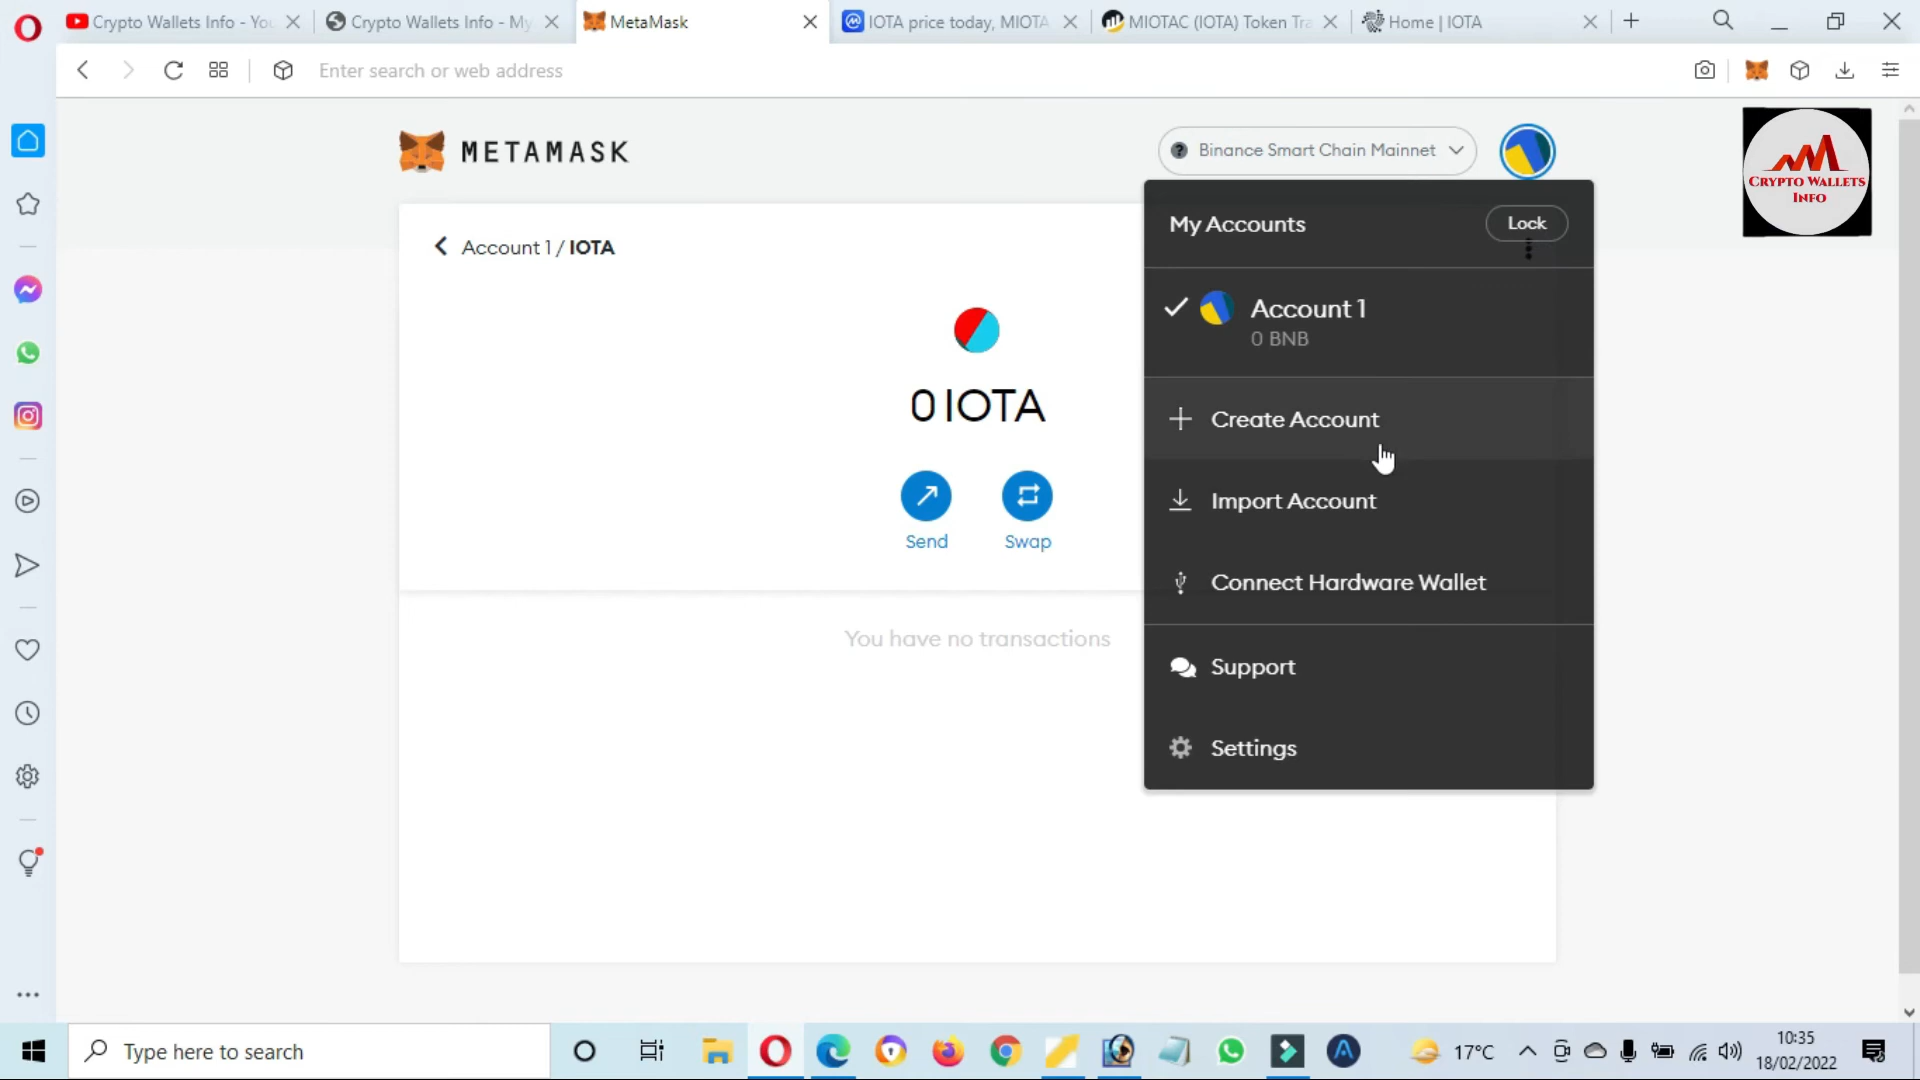 Crypto Wallets Info - You
Crypto Wallets Info - My
MetaMask
IOTA price today, MIOTA
MIOTAC (IOTA) Token Tra
Home | IOTA
Enter search or web address
METAMASK
Binance Smart Chain Mainnet
CRYPTO WALLETS
INFO
My Accounts
Lock
Account 1 / IOTA
Account 1
0 BNB
0 IOTA
Create Account
Import Account
Send
Swap
Connect Hardware Wallet
You have no transactions
Support
Settings
Type here to search
17°C
10:35
18/02/2022